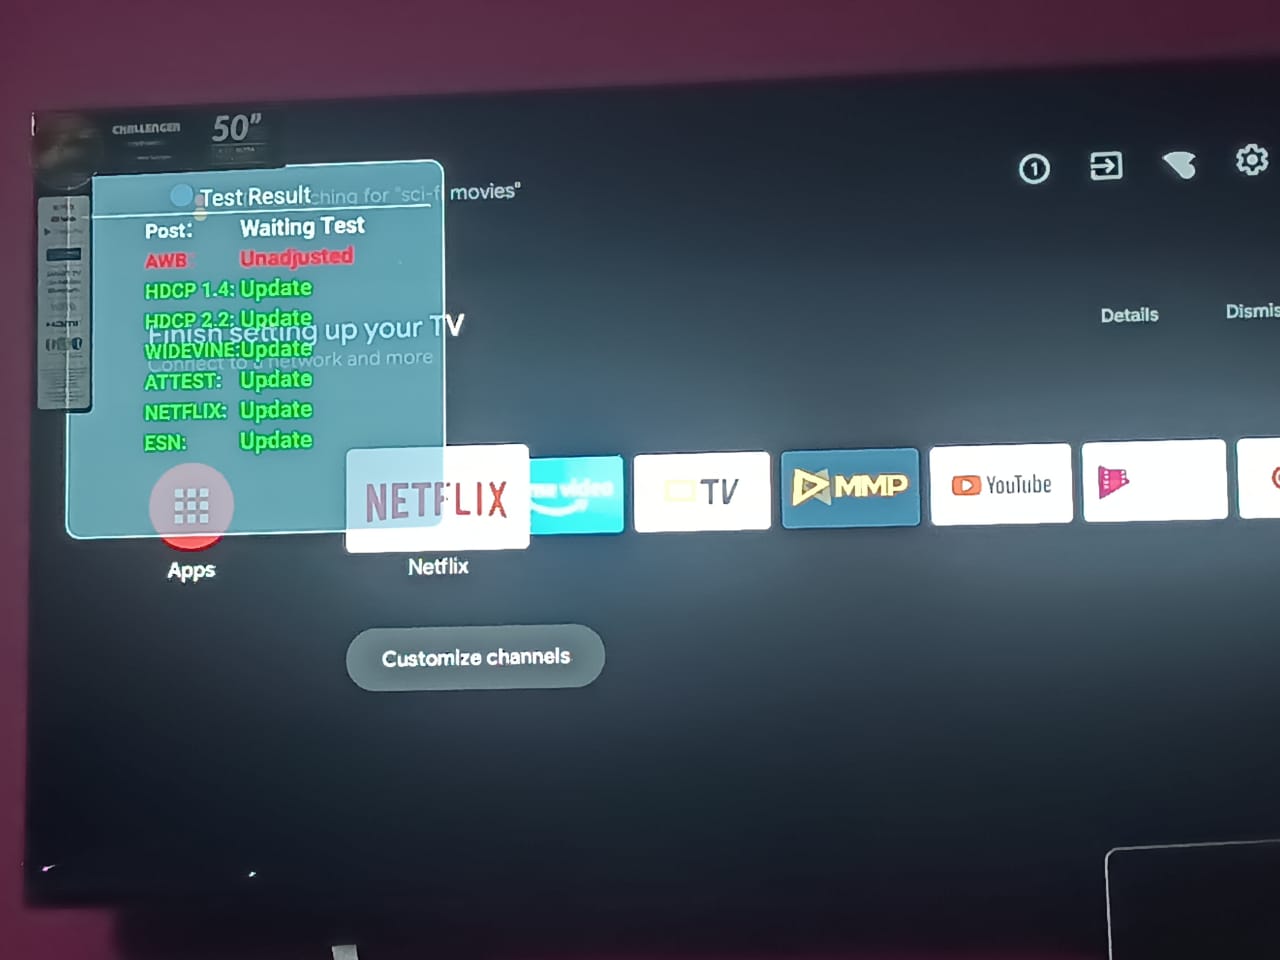 CHALLENGER
50"
Test Result
ching for "sci-fi movies"
1
Post: Waiting Test
AWB: Unadjusted
HDCP 1.4: Update
HDCP 2.2: Update
Finish setting up your TV
WIDEVINE: Update
Connect to a network and more
ATTEST: Update
NETFLIX: Update
ESN: Update
Details
Dismis
NETFLIX
video
TV
MMP
YouTube
Apps
Netflix
Customize channels